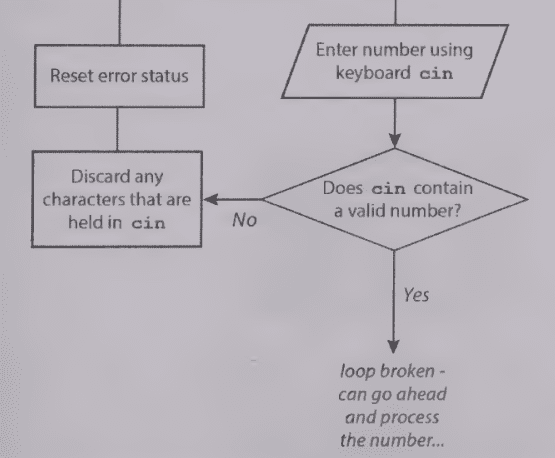 Reset error status
Enter number using
keyboard cin
Discard any
characters that are
held in cin
No
Does cin contain
a valid number?
Yes
loop broken -
can go ahead
and process
the number...